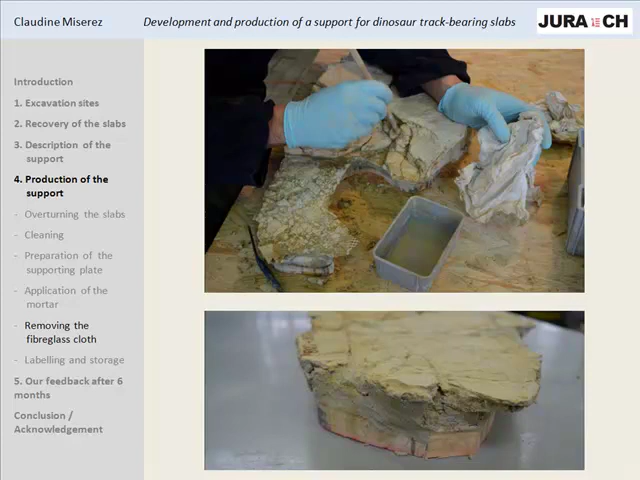 Claudine Miserez
Development and production of a support for dinosaur track-bearing slabs
JURA CH
Introduction
1. Excavation sites
2. Recovery of the slabs
3. Description of the
support
4. Production of the
support
- Overturning the slabs
- Cleaning
- Preparation of the
supporting plate
- Application of the
mortar
- Removing the
fibreglass cloth
- Labelling and storage
5. Our feedback after 6
months
Conclusion /
Acknowledgement